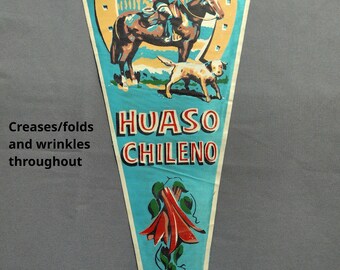 HUASO
CHILENO
Creases/folds
and wrinkles
throughout